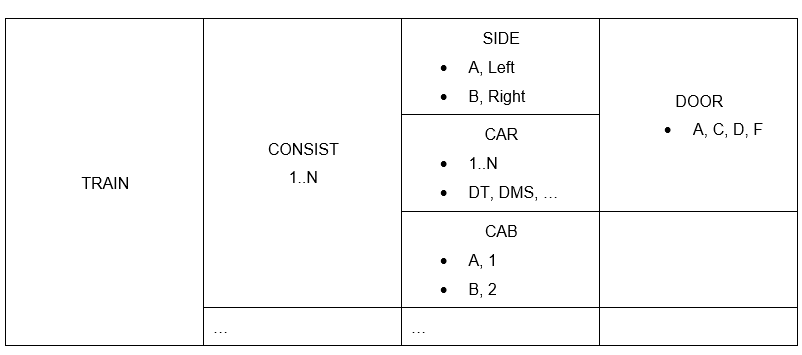 TRAIN
CONSIST
1..N
SIDE
• A, Left
• B, Right
CAR
• 1..N
• DT, DMS, …
CAB
• A, 1
• B, 2
DOOR
• A, C, D, F
…
…